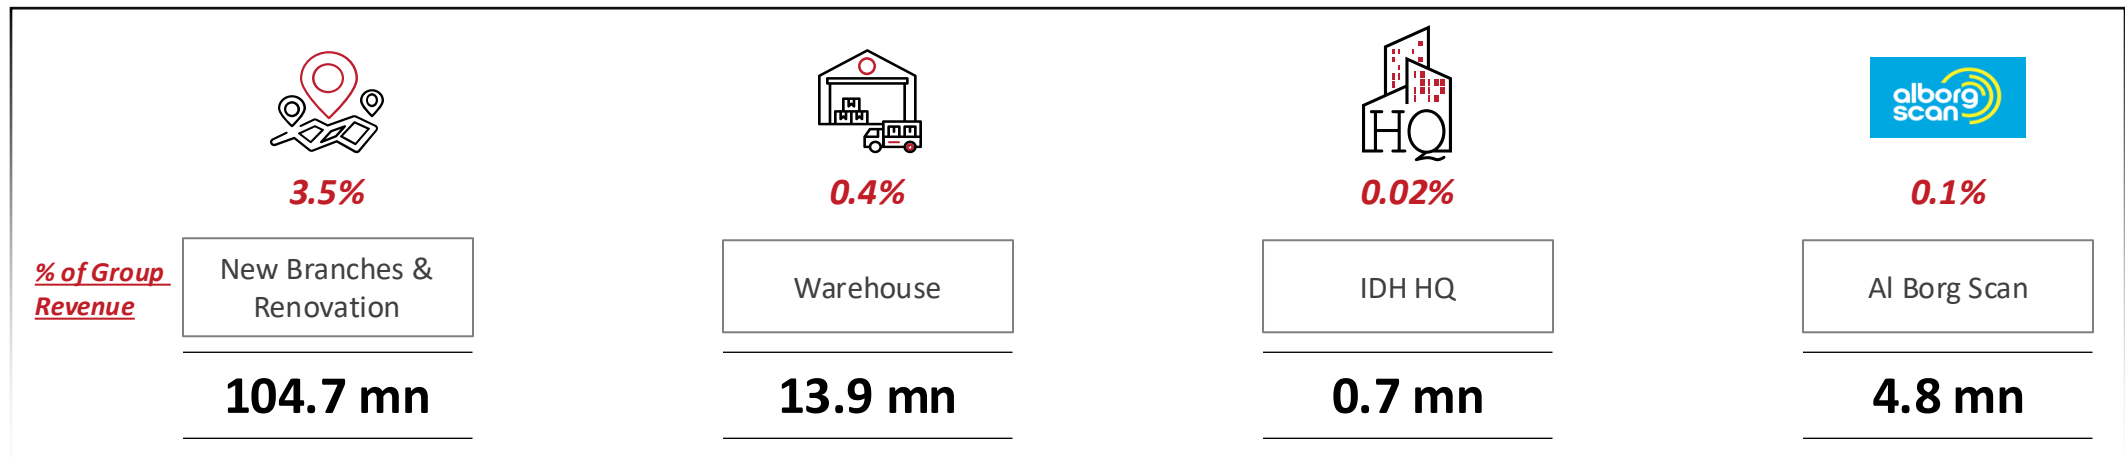 HQ
alborg
scan
3.5%
0.4%
0.02%
0.1%
% of Group
Revenue
New Branches &
Renovation
Warehouse
IDH HQ
Al Borg Scan
104.7 mn
13.9 mn
0.7 mn
4.8 mn